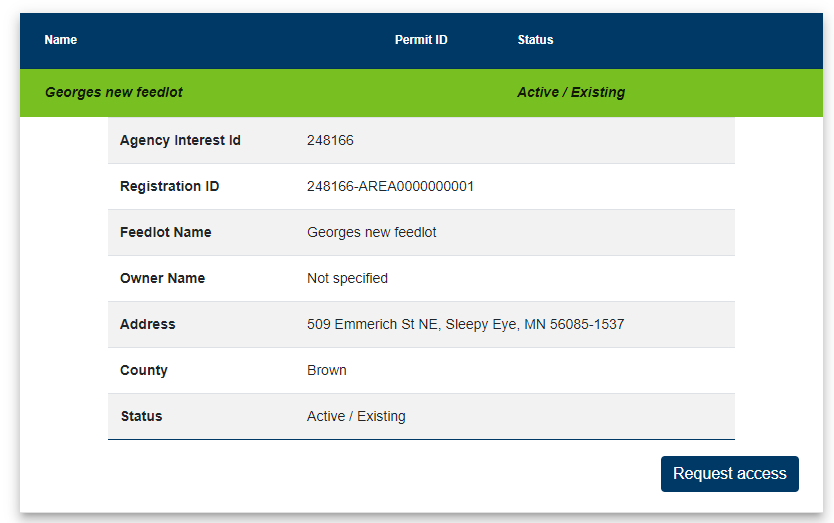 Name Permit ID Status
Georges new feedlot Active / Existing
Agency Interest Id 248166
Registration ID 248166-AREA0000000001
Feedlot Name Georges new feedlot
Owner Name Not specified
Address 509 Emmerich St NE, Sleepy Eye, MN 56085-1537
County Brown
Status Active / Existing
Request access